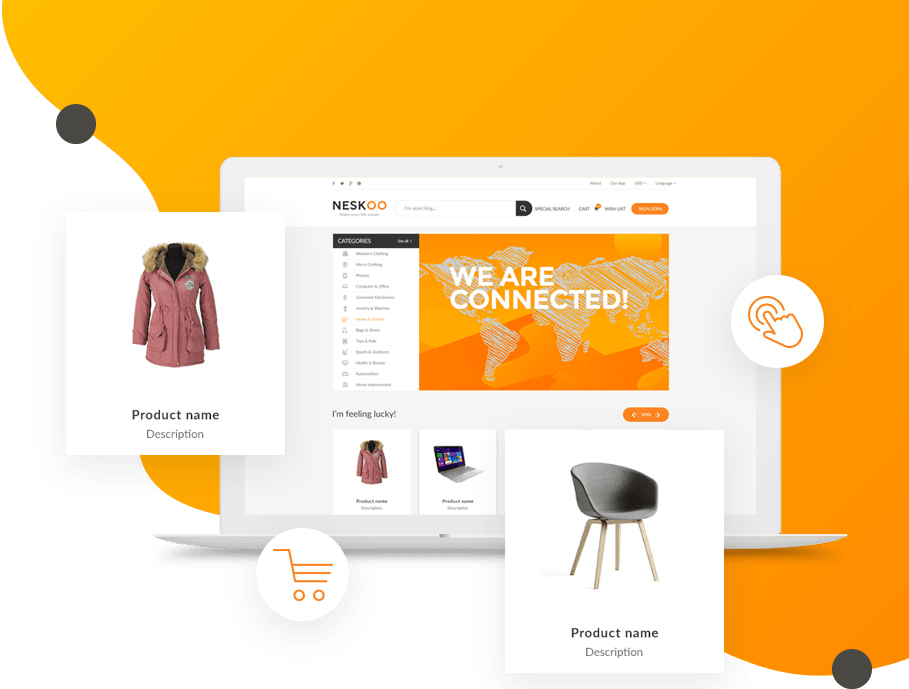 About Our App USD Language
NESKOO
Make your life easier
I'm searching...
SPECIAL SEARCH CART WISH LIST SIGN IN/UP
CATEGORIES See all
Women's Clothing
Men's Clothing
Phones
Computer & Office
Consumer Electronics
Jewelry & Watches
Home & Garden
Bags & Shoes
Toys & Kids
Sports & Outdoors
Health & Beauty
Automobiles
Home Improvement
WE ARE
CONNECTED!
I'm feeling lucky!
SPIN
Product name
Description
Product name
Description
Product name
Description
Product name
Description